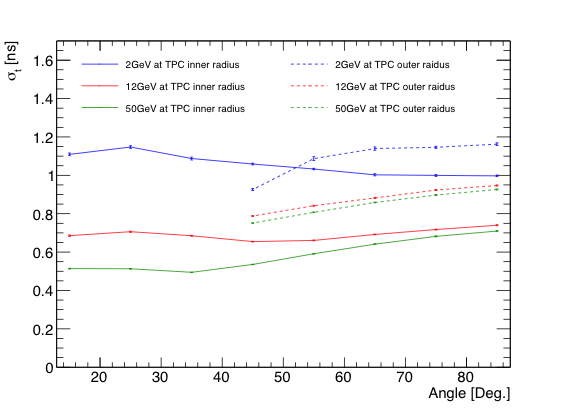 σt [ns]
1.6
1.4
1.2
1
0.8
0.6
0.4
0.2
0
2GeV at TPC inner radius
2GeV at TPC outer raidus
12GeV at TPC inner radius
12GeV at TPC outer raidus
50GeV at TPC inner radius
50GeV at TPC outer raidus
20 30 40 50 60 70 80
Angle [Deg.]